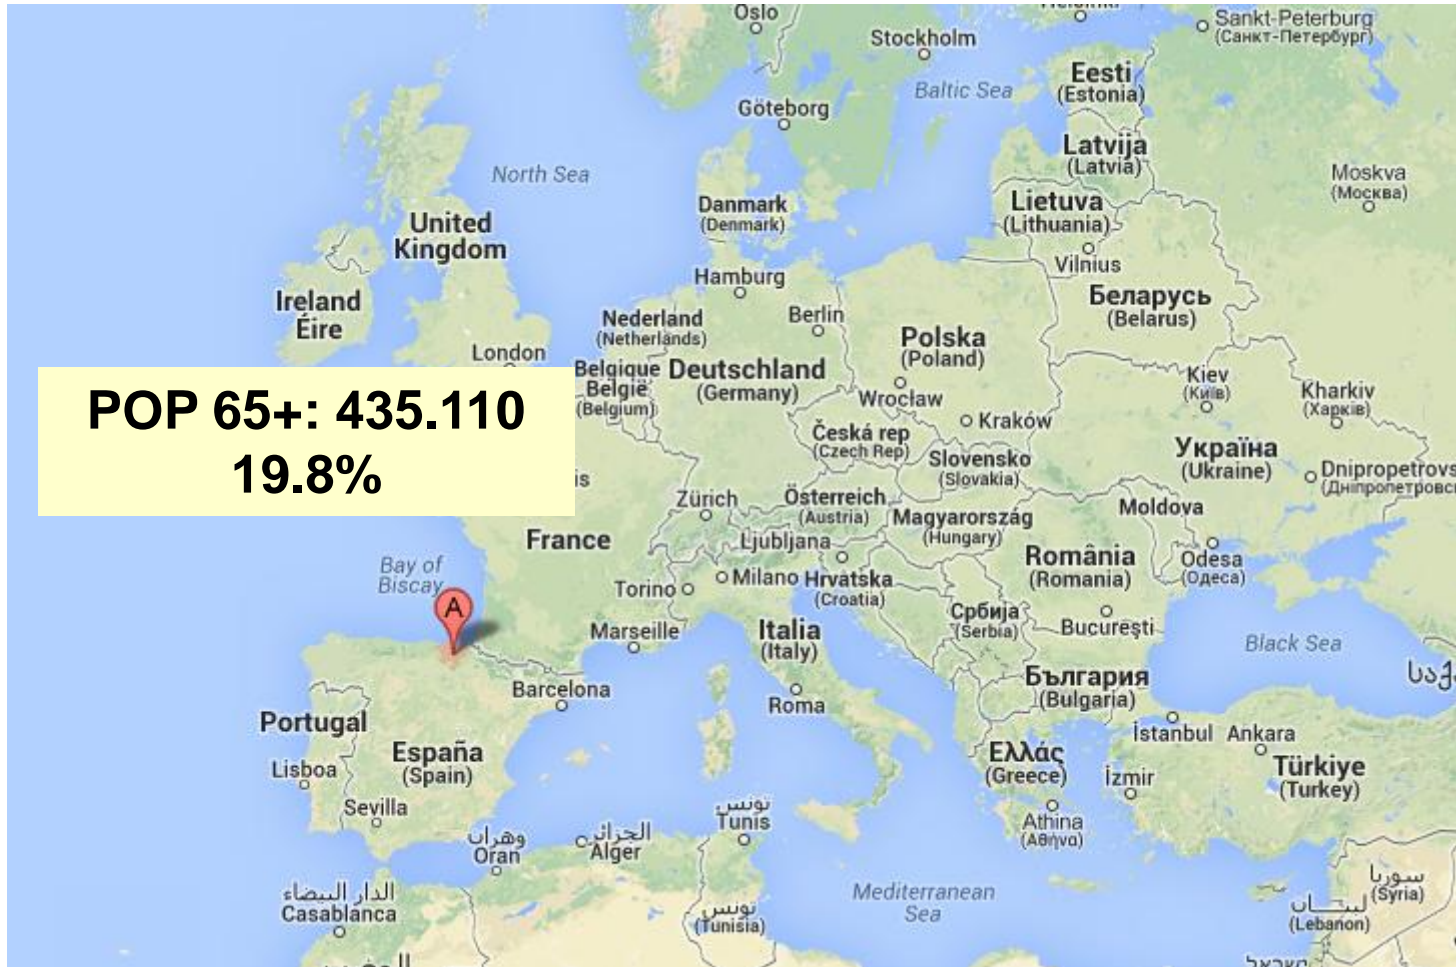 Oslo
Stockholm
Sankt-Peterburg
(Санкт-Петербург)
Eesti
(Estonia)
Baltic Sea
Göteborg
Latvija
(Latvia)
North Sea
Moskva
(Москва)
Danmark
(Denmark)
Lietuva
(Lithuania)
United
Kingdom
Vilnius
Hamburg
Ireland
Éire
Беларусь
(Belarus)
Nederland
(Netherlands)
Berlin
Polska
(Poland)
London
Belgique
België
(Belgium)
Deutschland
(Germany)
Kiev
(Київ)
Kharkiv
(Харків)
Wrocław
Kraków
POP 65+: 435.110
19.8%
Česká rep
(Czech Rep)
Slovensko
(Slovakia)
Україна
(Ukraine)
Dnipropetrovs
(Дніпропетровсь
is
Zürich
Österreich
(Austria)
Magyarország
(Hungary)
Moldova
France
Ljubljana
România
(Romania)
Odesa
(Одеса)
Bay of
Biscay
Torino
Milano
Hrvatska
(Croatia)
A
Србија
(Serbia)
București
Marseille
Italia
(Italy)
Black Sea
Barcelona
Roma
България
(Bulgaria)
Portugal
España
(Spain)
İstanbul
Ankara
Lisboa
Ελλάς
(Greece)
İzmir
Türkiye
(Turkey)
Sevilla
تونس
Tunis
Athina
(Αθήνα)
وهران
Oran
الجزائر
Alger
الدار البيضاء
Casablanca
Mediterranean
Sea
تونس
(Tunisia)
سوريا
(Syria)
لبنان
(Lebanon)